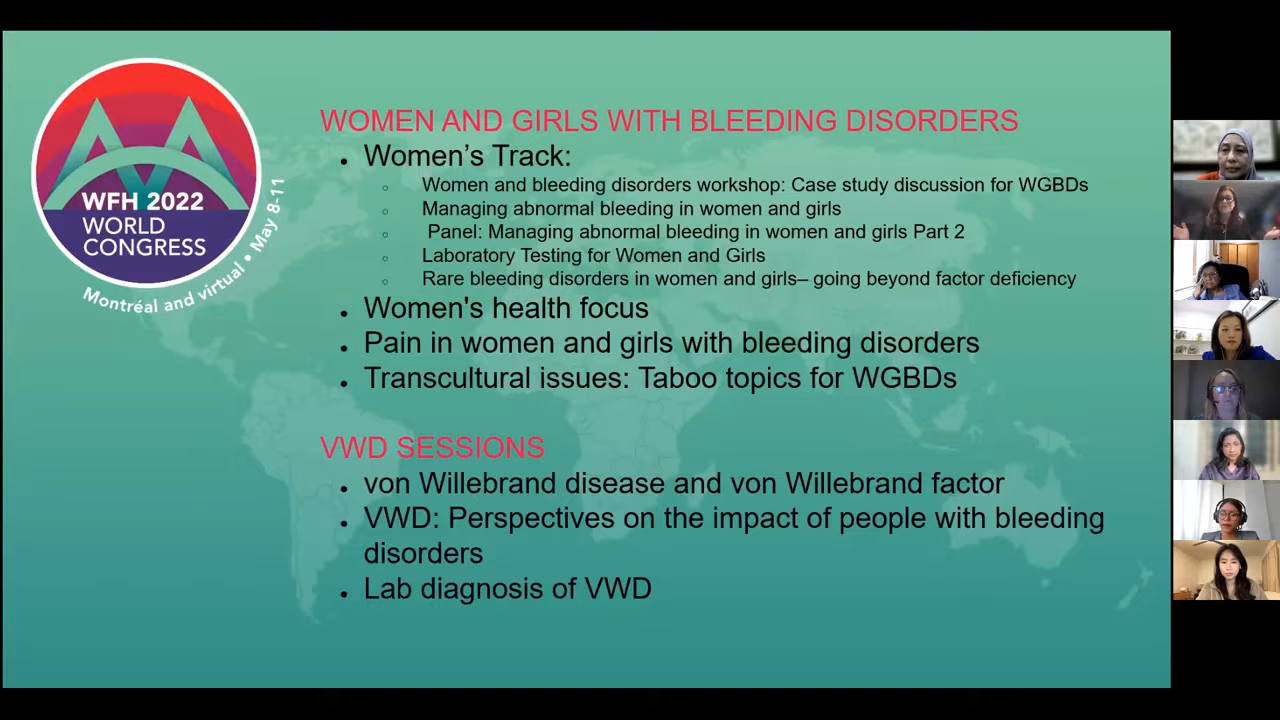 WFH 2022
WORLD
CONGRESS
Montréal and virtual • May 8-11
WOMEN AND GIRLS WITH BLEEDING DISORDERS
• Women’s Track:
○ Women and bleeding disorders workshop: Case study discussion for WGBDs
○ Managing abnormal bleeding in women and girls
○ Panel: Managing abnormal bleeding in women and girls Part 2
○ Laboratory Testing for Women and Girls
○ Rare bleeding disorders in women and girls– going beyond factor deficiency
• Women's health focus
• Pain in women and girls with bleeding disorders
• Transcultural issues: Taboo topics for WGBDs
VWD SESSIONS
• von Willebrand disease and von Willebrand factor
• VWD: Perspectives on the impact of people with bleeding
disorders
• Lab diagnosis of VWD